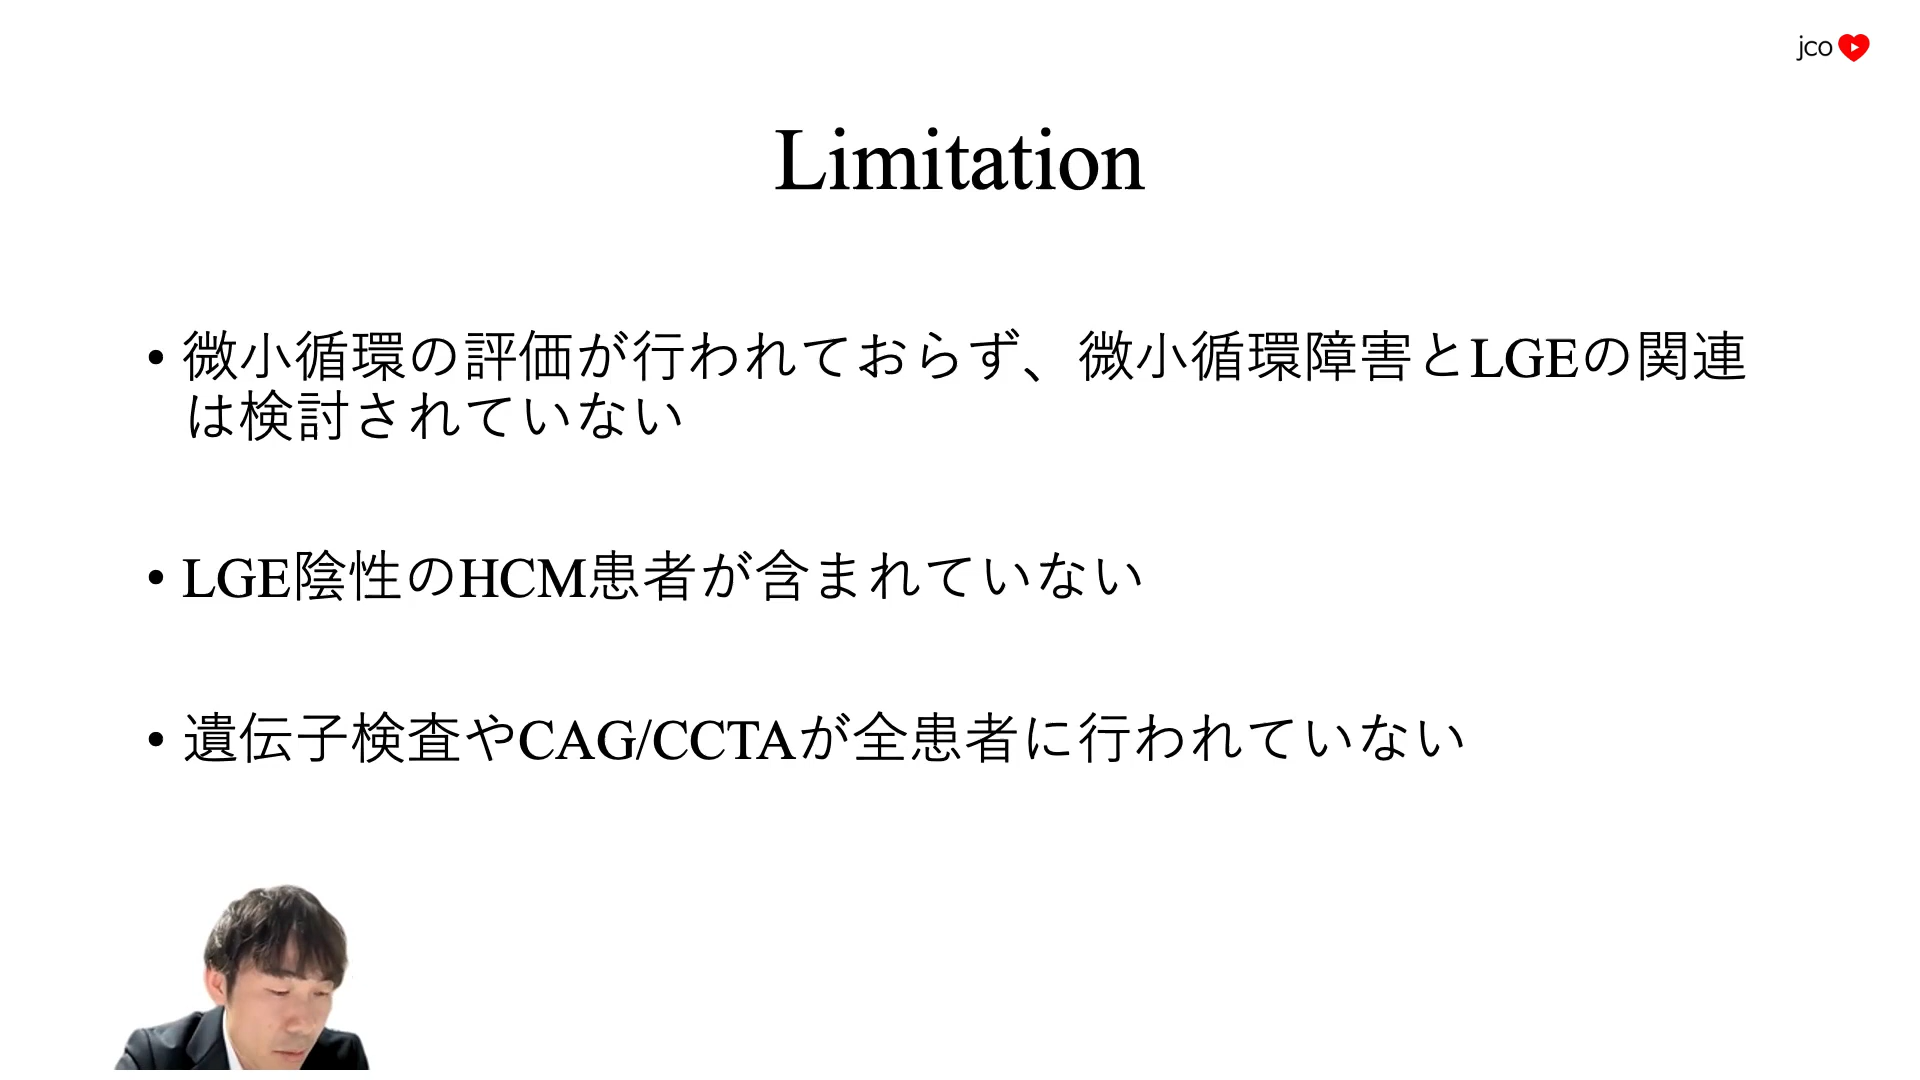 jco
Limitation
• 微小循環の評価が行われておらず、微小循環障害とLGEの関連
は検討されていない
• LGE陰性のHCM患者が含まれていない
• 遺伝子検査やCAG/CCTAが全患者に行われていない